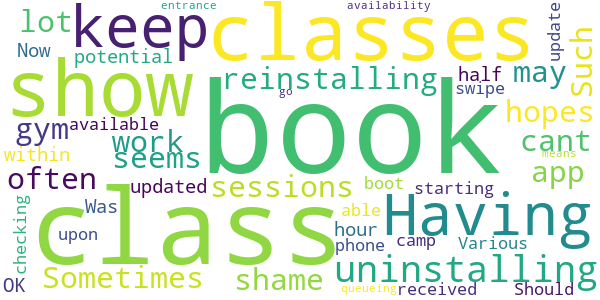 entrance availability
lot keep classes Such update
Now potential
show reinstalling half may
go swipe
book hopes
gym available work cant
within seems means
often updated sessions boot starting app
checking Was class able Having
upon hour phone camp Various
OK Sometimes shame uninstalling
queueing received Should